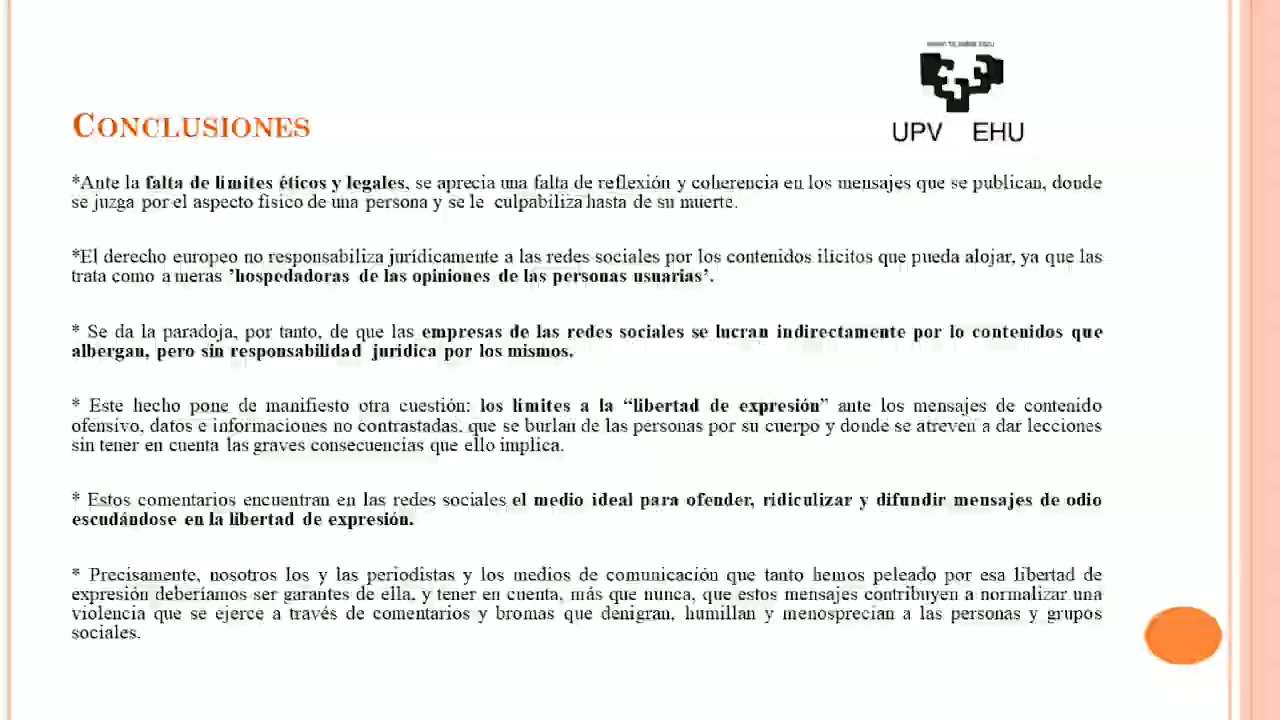 UPV EHU
CONCLUSIONES
*Ante la falta de limites éticos y legales, se aprecia una falta de reflexión y coherencia en los mensajes que se publican, donde
se juzga por el aspecto fisico de una persona y se le culpabiliza hasta de su muerte.
*El derecho europeo no responsabiliza jurídicamente a las redes sociales por los contenidos ilicitos que pueda alojar, ya que las
trata como a meras 'hospedadoras de las opiniones de las personas usuarias'.
* Se da la paradoja, por tanto, de que las empresas de las redes sociales se lucran indirectamente por lo contenidos que
albergan, pero sin responsabilidad jurídica por los mismos.
* Este hecho pone de manifiesto otra cuestión: los límites a la “libertad de expresión” ante los mensajes de contenido
ofensivo, datos e informaciones no contrastadas. que se burlan de las personas por su cuerpo y donde se atreven a dar lecciones
sin tener en cuenta las graves consecuencias que ello implica.
* Estos comentarios encuentran en las redes sociales el medio ideal para ofender, ridiculizar y difundir mensajes de odio
escudándose en la libertad de expresión.
* Precisamente, nosotros los y las periodistas y los medios de comunicación que tanto hemos peleado por esa libertad de
expresión deberíamos ser garantes de ella. y tener en cuenta, más que nunca, que estos mensajes contribuyen a normalizar una
violencia que se ejerce a través de comentarios y bromas que denigran, humillan y menosprecian a las personas y grupos
sociales.